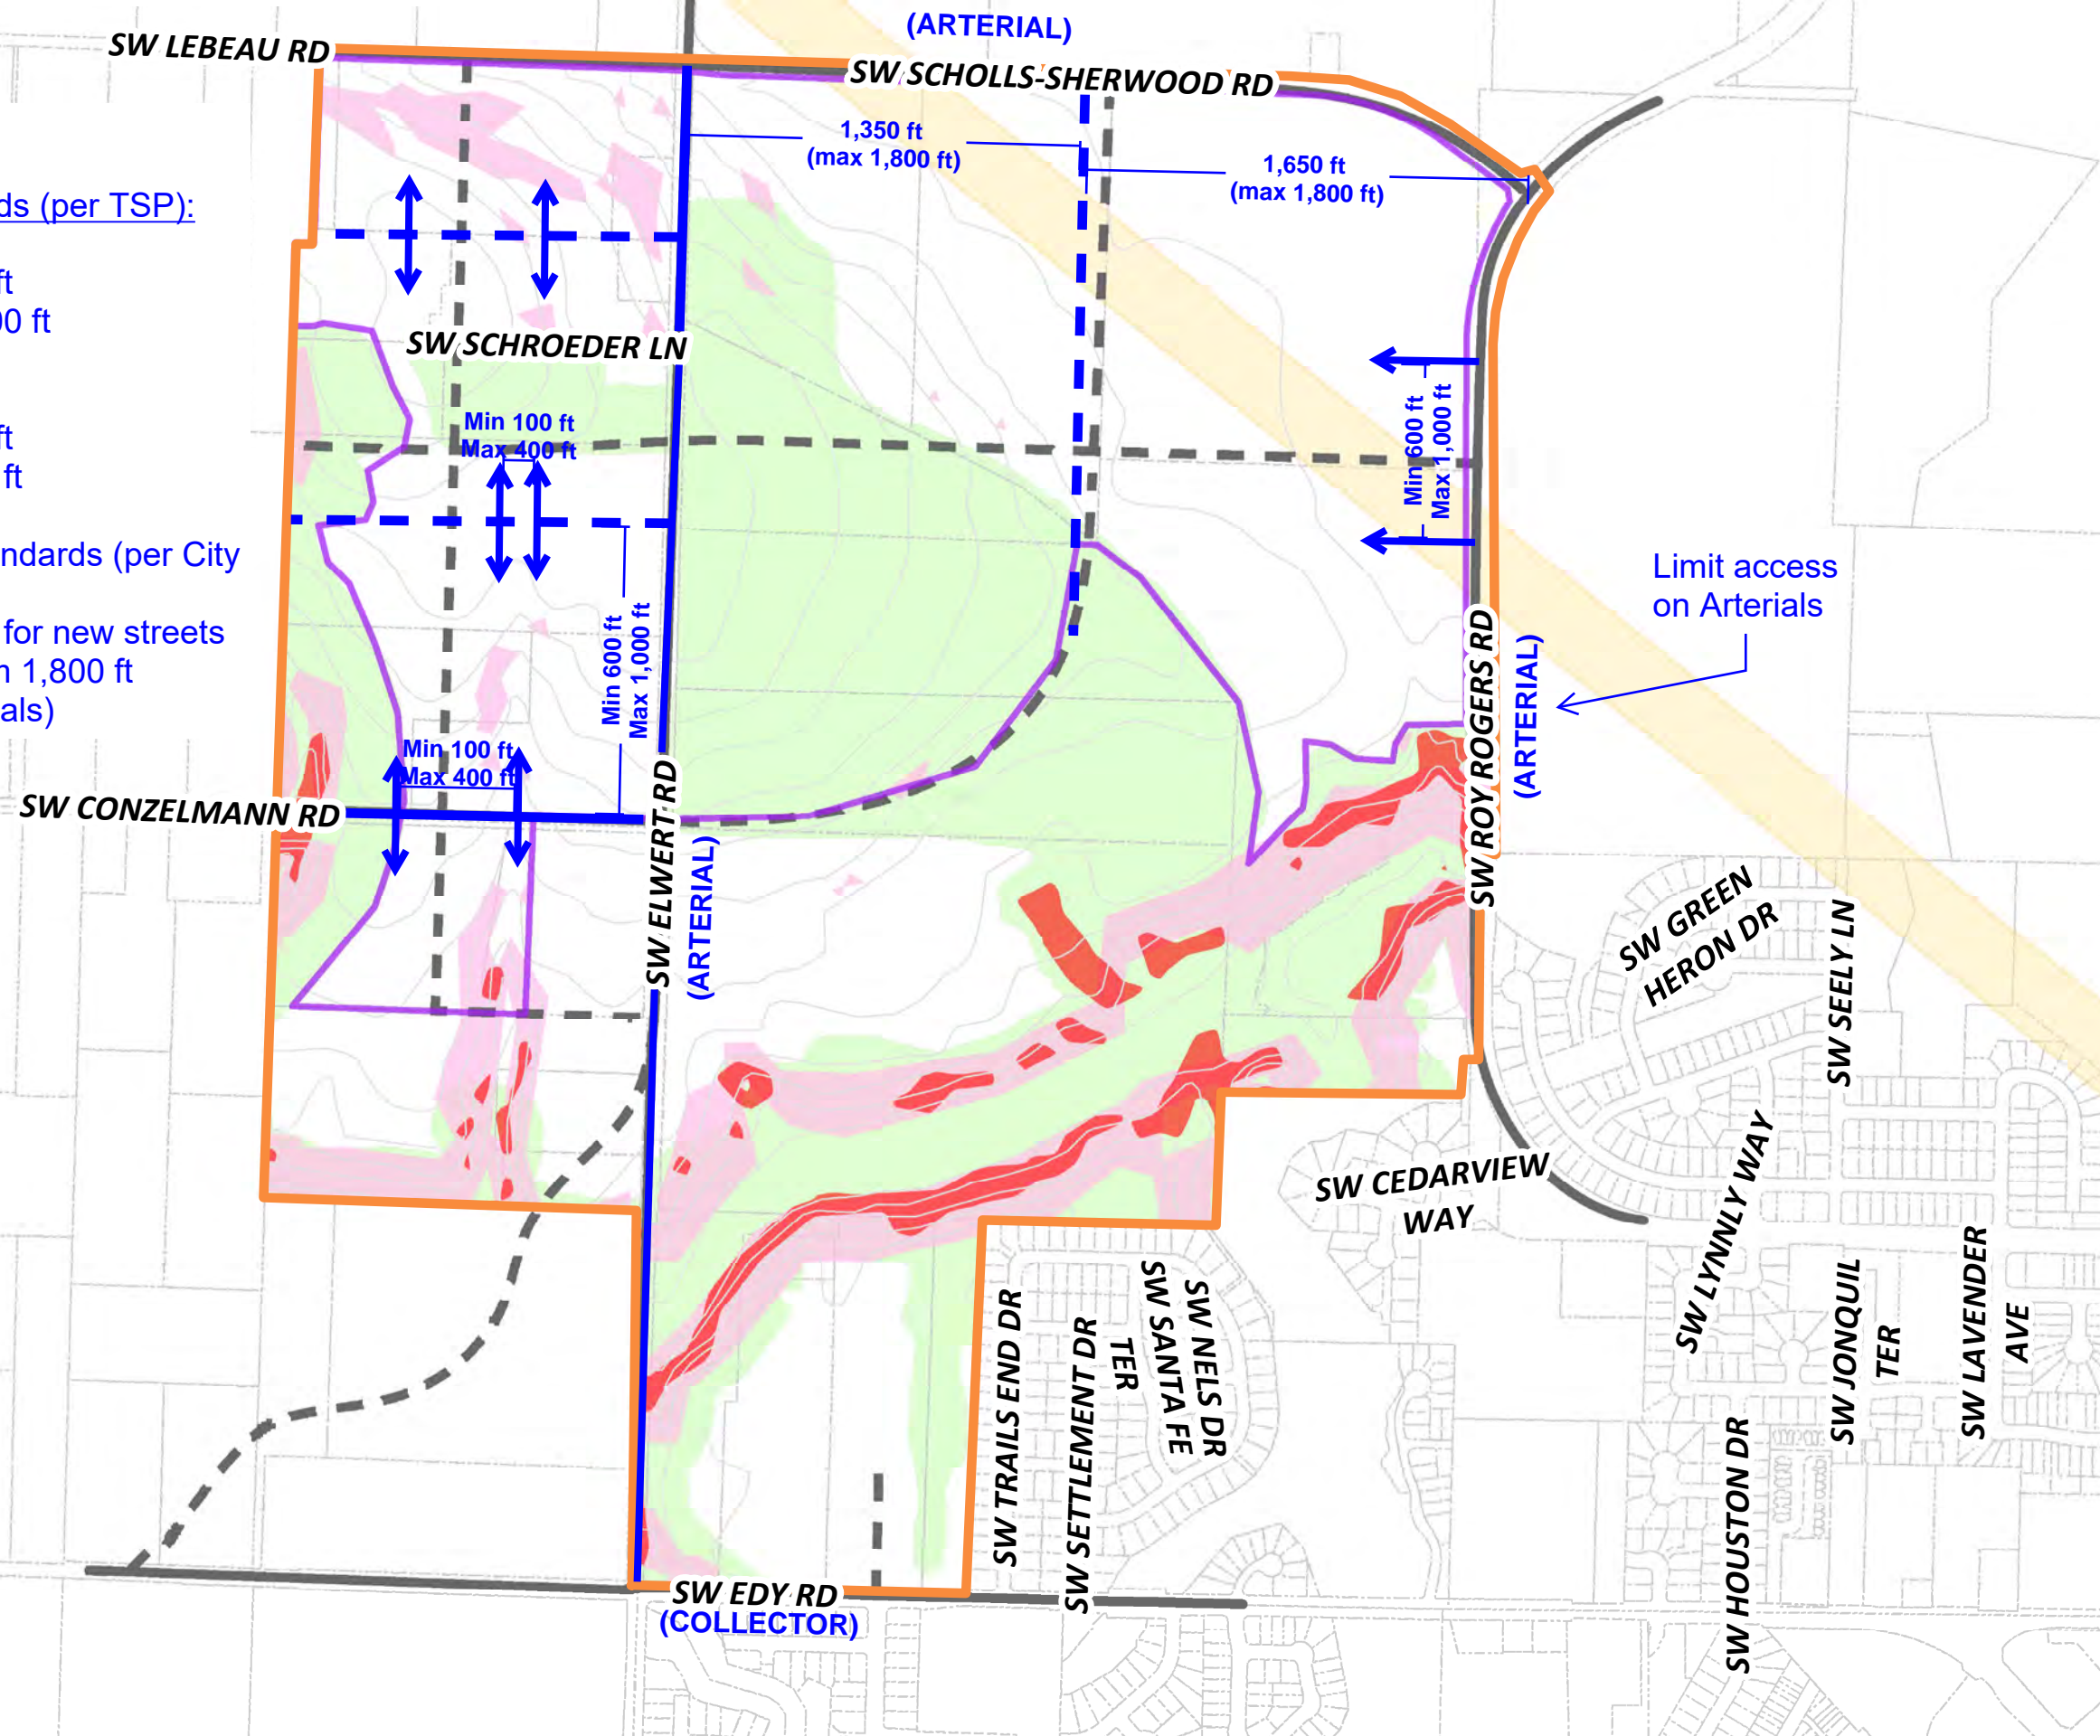 (ARTERIAL)
SW LEBEAU RD
SW SCHOLLS-SHERWOOD RD
1,350 ft
(max 1,800 ft)
1,650 ft
(max 1,800 ft)
ds (per TSP):
ft
00 ft
ft
ft
ndards (per City
for new streets
m 1,800 ft
als)
SW SCHROEDER LN
Min 100 ft
Max 400 ft
Min 600 ft
Max 1,000 ft
Min 600 ft
Max 1,000 ft
Limit access
on Arterials
SW ROY ROGERS RD
(ARTERIAL)
Min 100 ft
Max 400 ft
SW CONZELMANN RD
SW ELWERT RD
(ARTERIAL)
SW GREEN
HERON DR
SW SEELY LN
SW CEDARVIEW
WAY
SW LYNNLY WAY
SW TRAILS END DR
SW SETTLEMENT DR
SW SANTA FE
TER
SW NELS DR
SW JONQUIL
TER
SW LAVENDER
AVE
SW HOUSTON DR
SW EDY RD
(COLLECTOR)